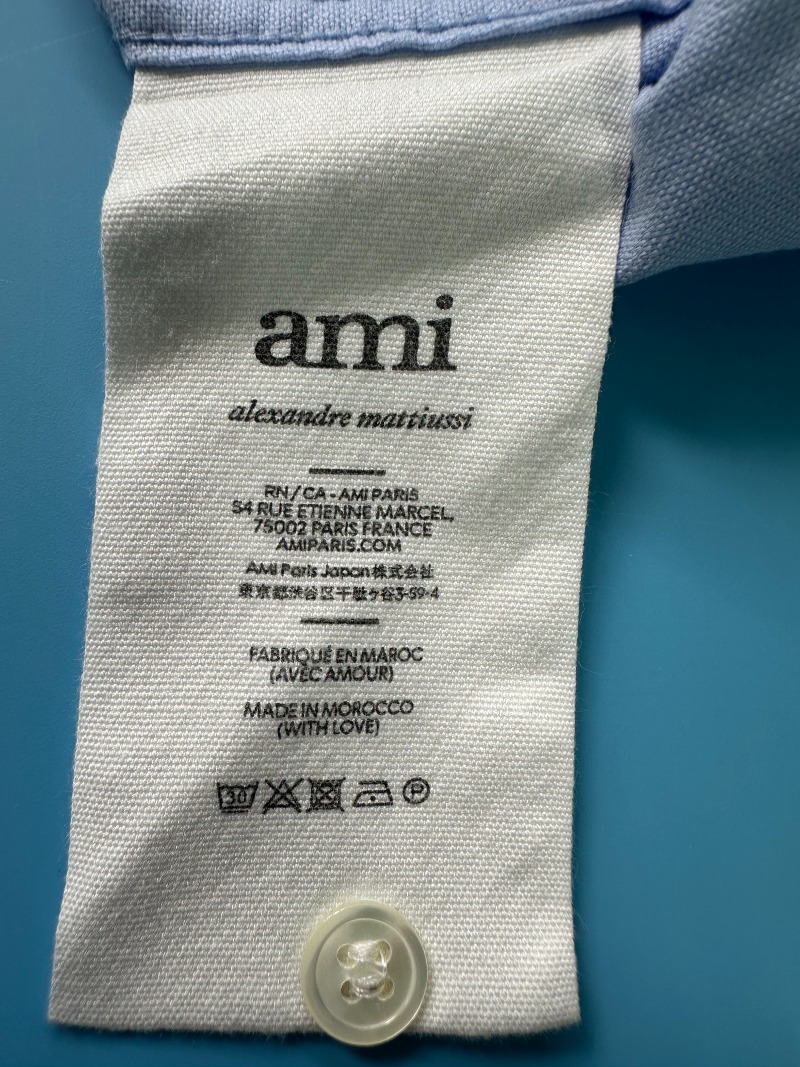 ami
alexandre mattiussi
RN/CA - AMI PARIS
54 RUE ETIENNE MARCEL,
75002 PARIS FRANCE
AMIPARIS.COM
AMI Paris Japan株式会社
東京都渋谷区千駄ヶ谷3-59-4
FABRIQUÉ EN MAROC
(AVEC AMOUR)
MADE IN MOROCCO
(WITH LOVE)
30 P